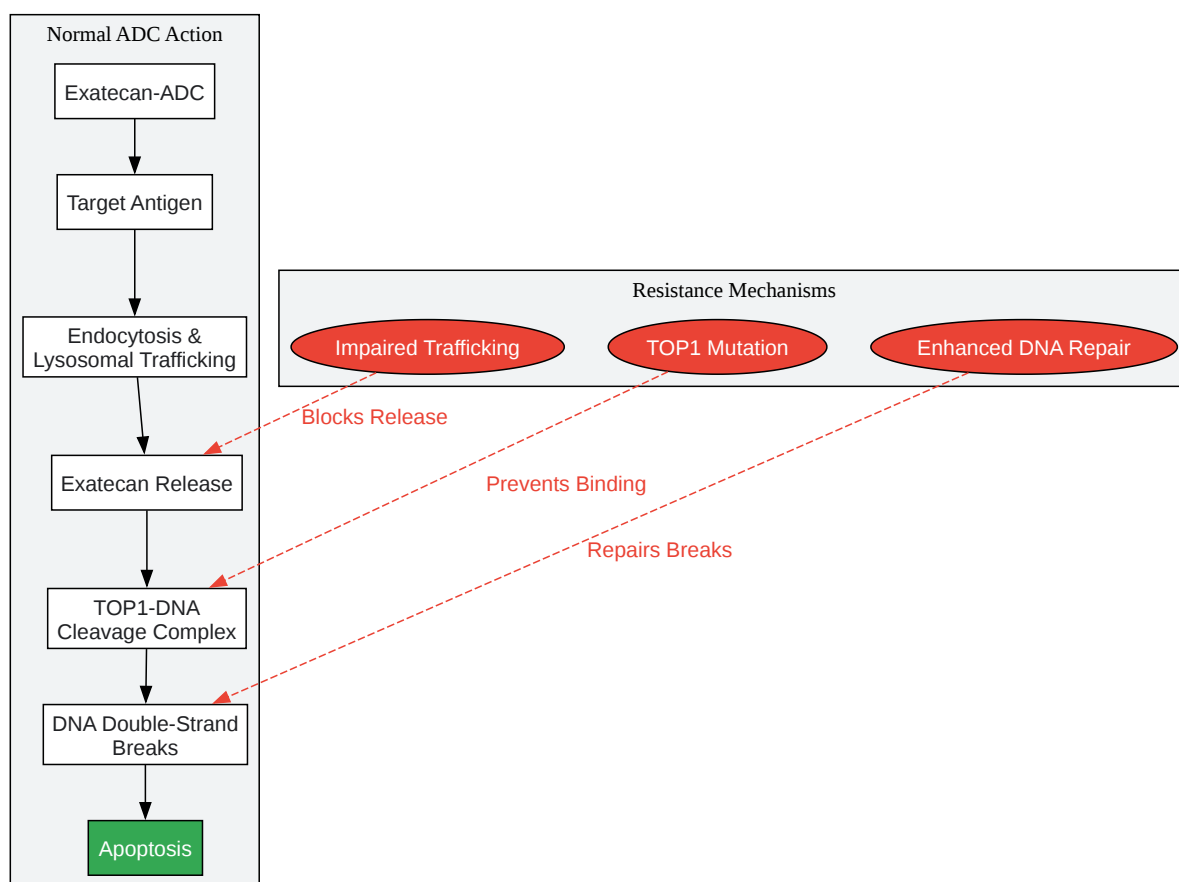 Normal ADC Action
Exatecan-ADC
Target Antigen
Endocytosis &
Lysosomal Trafficking
Exatecan Release
TOP1-DNA
Cleavage Complex
DNA Double-Strand
Breaks
Apoptosis
Resistance Mechanisms
Impaired Trafficking
TOP1 Mutation
Enhanced DNA Repair
Blocks Release
Prevents Binding
Repairs Breaks